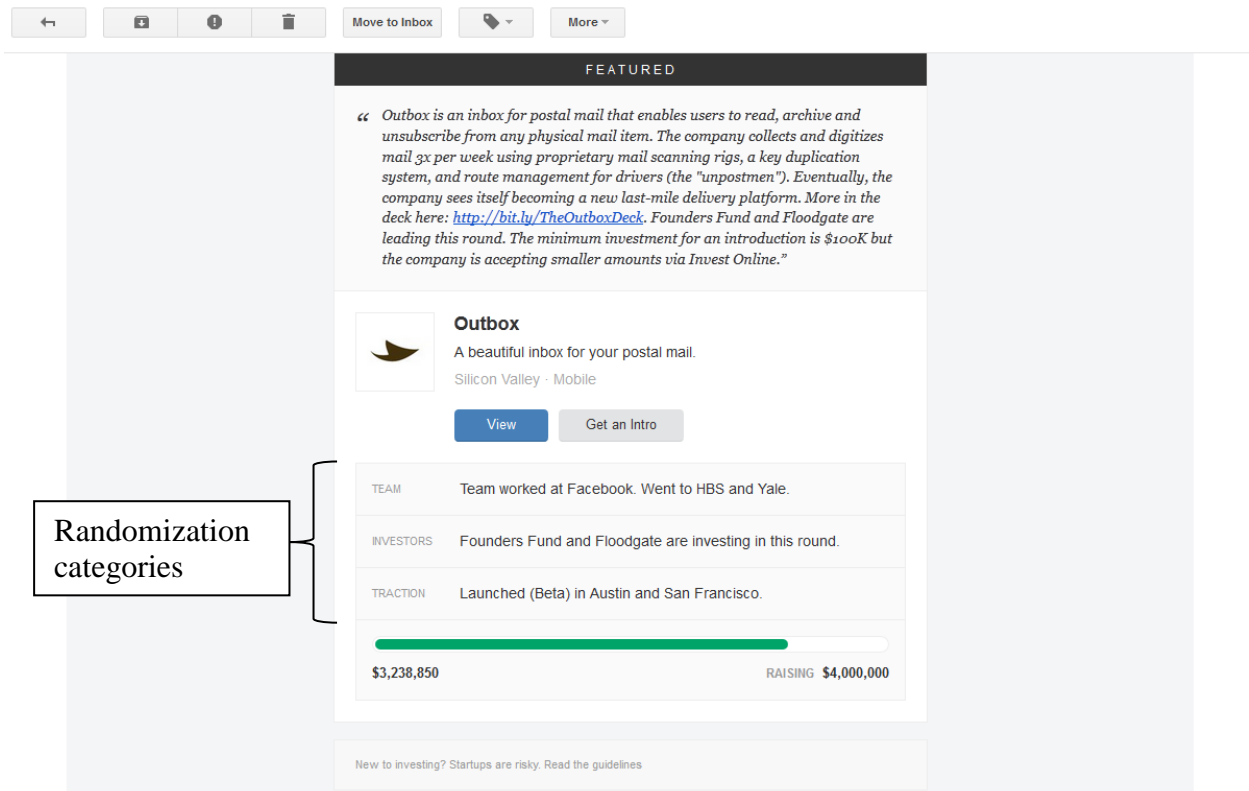 Move to Inbox
More
FEATURED
“ Outbox is an inbox for postal mail that enables users to read, archive and
unsubscribe from any physical mail item. The company collects and digitizes
mail 3x per week using proprietary mail scanning rigs, a key duplication
system, and route management for drivers (the "unpostmen"). Eventually, the
company sees itself becoming a new last-mile delivery platform. More in the
deck here: http://bit.ly/TheOutboxDeck. Founders Fund and Floodgate are
leading this round. The minimum investment for an introduction is $100K but
the company is accepting smaller amounts via Invest Online.”
Outbox
A beautiful inbox for your postal mail.
Silicon Valley · Mobile
View
Get an Intro
Randomization
categories
TEAM Team worked at Facebook. Went to HBS and Yale.
INVESTORS Founders Fund and Floodgate are investing in this round.
TRACTION Launched (Beta) in Austin and San Francisco.
$3,238,850 RAISING $4,000,000
New to investing? Startups are risky. Read the guidelines